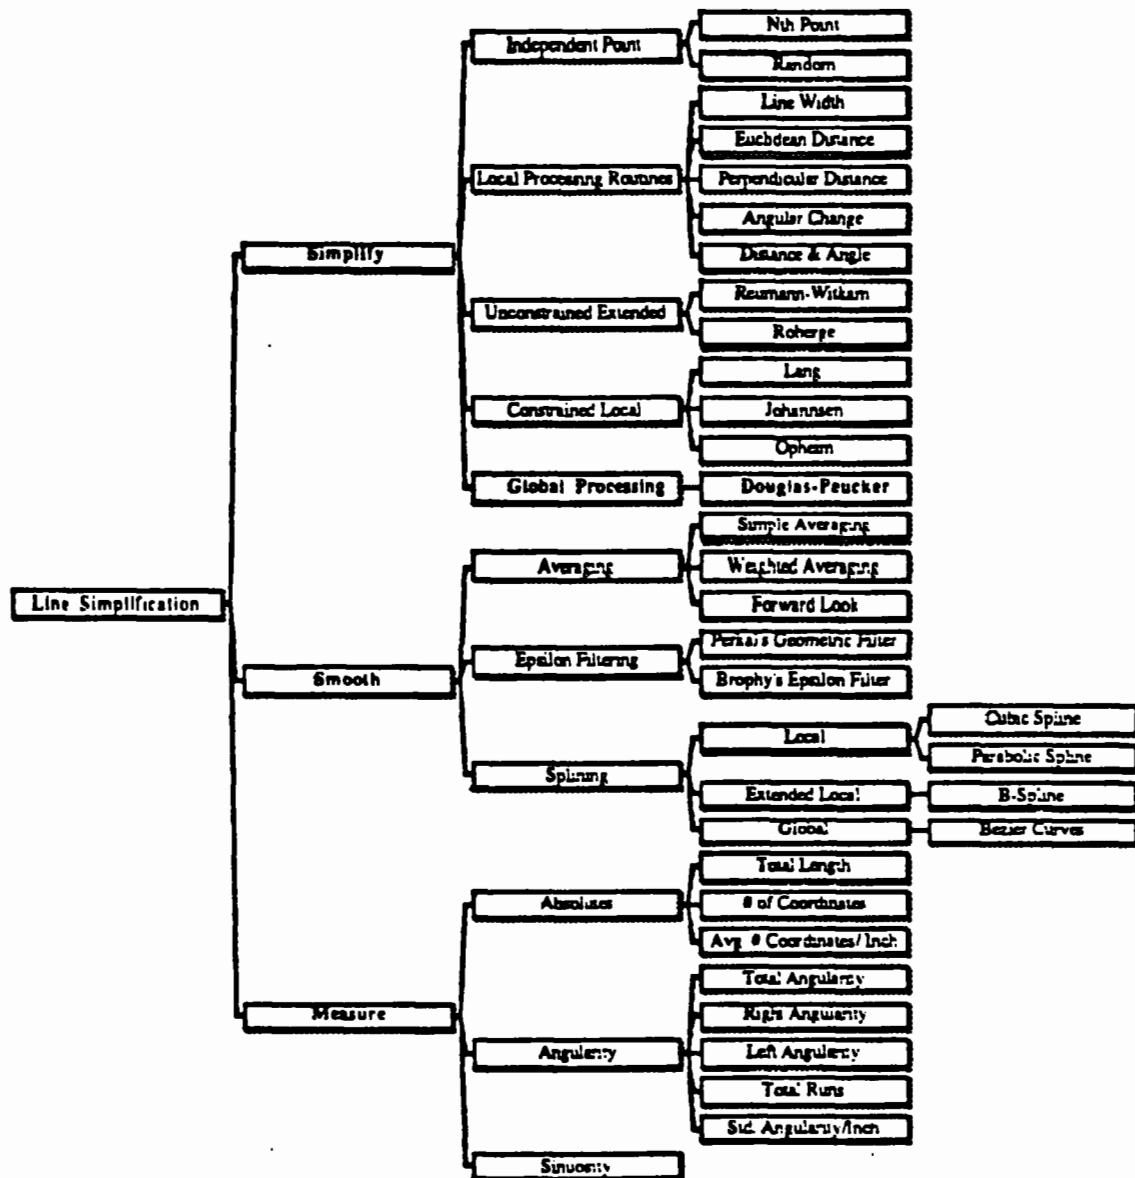 Line Simplification
Simplify
Independent Point
Nth Point
Random
Local Processing Routines
Line Width
Euclidean Distance
Perpendicular Distance
Angular Change
Distance & Angle
Unconstrained Extended
Reumann-Witkam
Roberge
Constrained Local
Lang
Johannsen
Opheim
Global Processing
Douglas-Peucker
Smooth
Averaging
Simple Averaging
Weighted Averaging
Forward Look
Epsilon Filtering
Perkal's Geometric Filter
Brophy's Epsilon Filter
Splining
Local
Cubic Spline
Parabolic Spline
Extended Local
B-Spline
Global
Bezier Curves
Measure
Absolutes
Total Length
# of Coordinates
Avg # Coordinates/Inch
Angularity
Total Angularity
Right Angularity
Left Angularity
Total Runs
Std. Angularity/Inch
Sinuosity